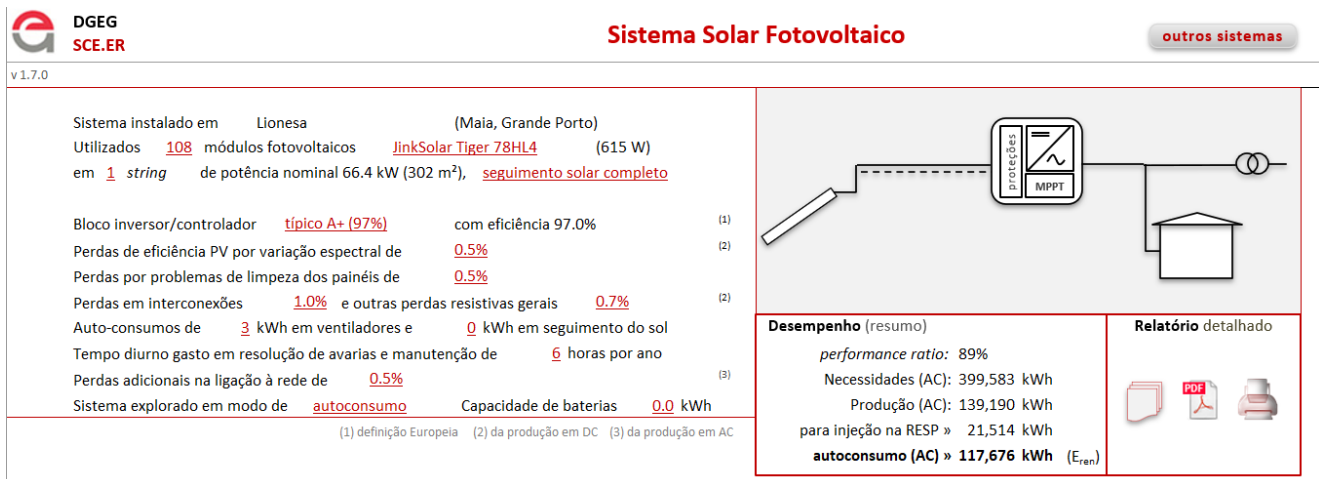 DGEG
SCE.ER
Sistema Solar Fotovoltaico
outros sistemas
v 1.7.0
Sistema instalado em Lionesa (Maia, Grande Porto)
Utilizados 108 módulos fotovoltaicos JinkSolar Tiger 78HL4 (615 W)
em 1 string de potência nominal 66.4 kW (302 m²), seguimento solar completo
Bloco inversor/controlador típico A+ (97%) com eficiência 97.0% (1)
Perdas de eficiência PV por variação espectral de 0.5% (2)
Perdas por problemas de limpeza dos painéis de 0.5%
Perdas em interconexões 1.0% e outras perdas resistivas gerais 0.7% (2)
Auto-consumos de 3 kWh em ventiladores e 0 kWh em seguimento do sol
Tempo diurno gasto em resolução de avarias e manutenção de 6 horas por ano
Perdas adicionais na ligação à rede de 0.5% (3)
Sistema explorado em modo de autoconsumo Capacidade de baterias 0.0 kWh
(1) definição Europeia (2) da produção em DC (3) da produção em AC
proteções
MPPT
Desempenho (resumo)
performance ratio: 89%
Necessidades (AC): 399,583 kWh
Produção (AC): 139,190 kWh
para injeção na RESP » 21,514 kWh
autoconsumo (AC) » 117,676 kWh (Eren)
Relatório detalhado
PDF